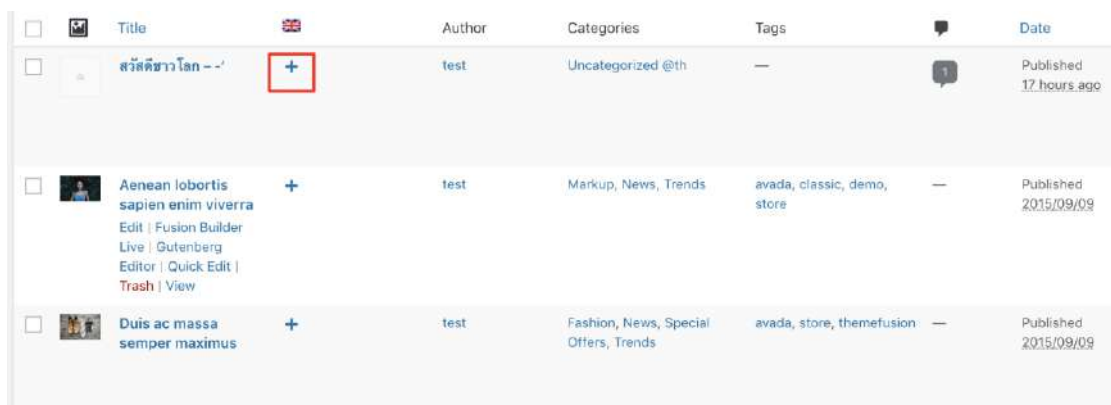 Title Author Categories Tags Date
สวัสดีชาวโลก – -‘ + test Uncategorized @th — 1 Published
17 hours ago
Aenean lobortis + test Markup, News, Trends avada, classic, demo, — Published
sapien enim viverra store 2015/09/09
Edit | Fusion Builder
Live | Gutenberg
Editor | Quick Edit |
Trash | View
Duis ac massa + test Fashion, News, Special avada, store, themefusion — Published
semper maximus Offers, Trends 2015/09/09